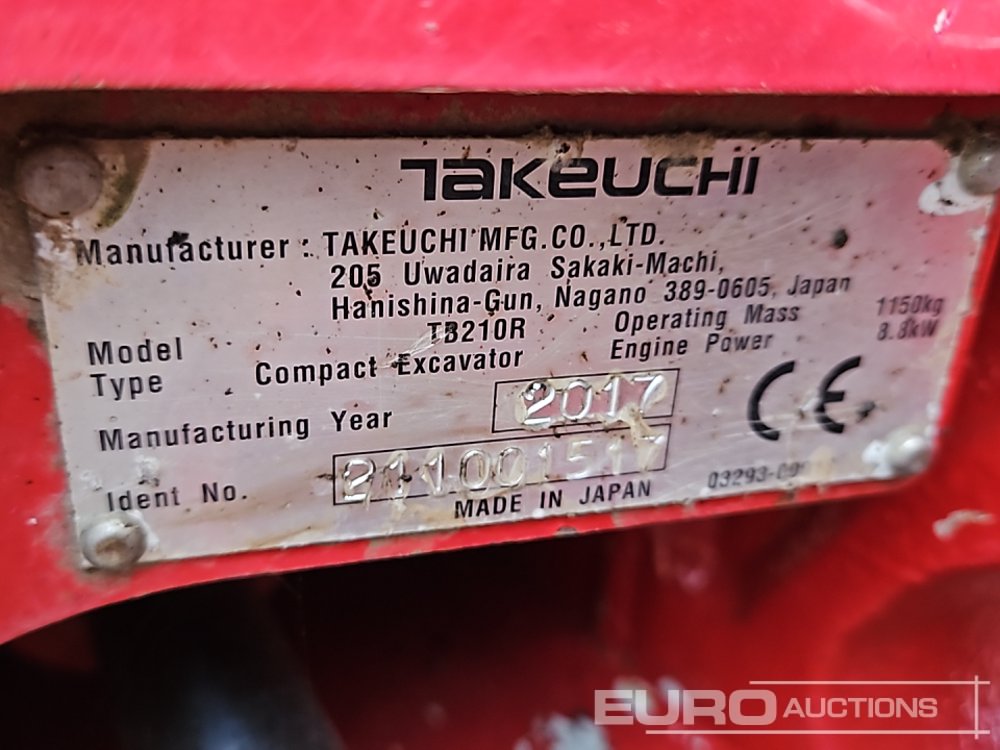 TAKEUCHI
Manufacturer : TAKEUCHI MFG.CO.,LTD.
205 Uwadaira Sakaki-Machi,
Hanishina-Gun, Nagano 389-0605, Japan
Model TB210R Operating Mass 1150kg
Type Compact Excavator Engine Power 8.8kW
Manufacturing Year 2017
CE
Ident No. 211001517
MADE IN JAPAN
EURO AUCTIONS